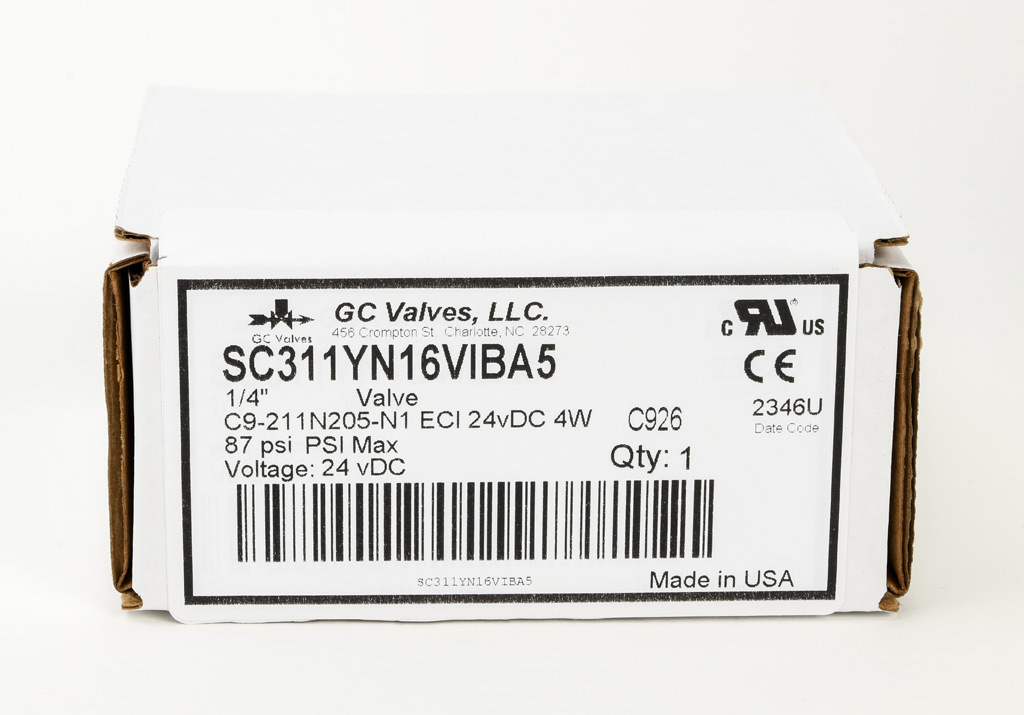 GC Valves, LLC.
456 Crompton St Charlotte, NC 28273
GC Valves
SC311YN16VIBA5
1/4" Valve
C9-211N205-N1 ECI 24vDC 4W C926
87 psi PSI Max
Voltage: 24 vDC
Qty: 1
C RU ® US
CE
2346U
Date Code
SC311YN16VIBA5
Made in USA